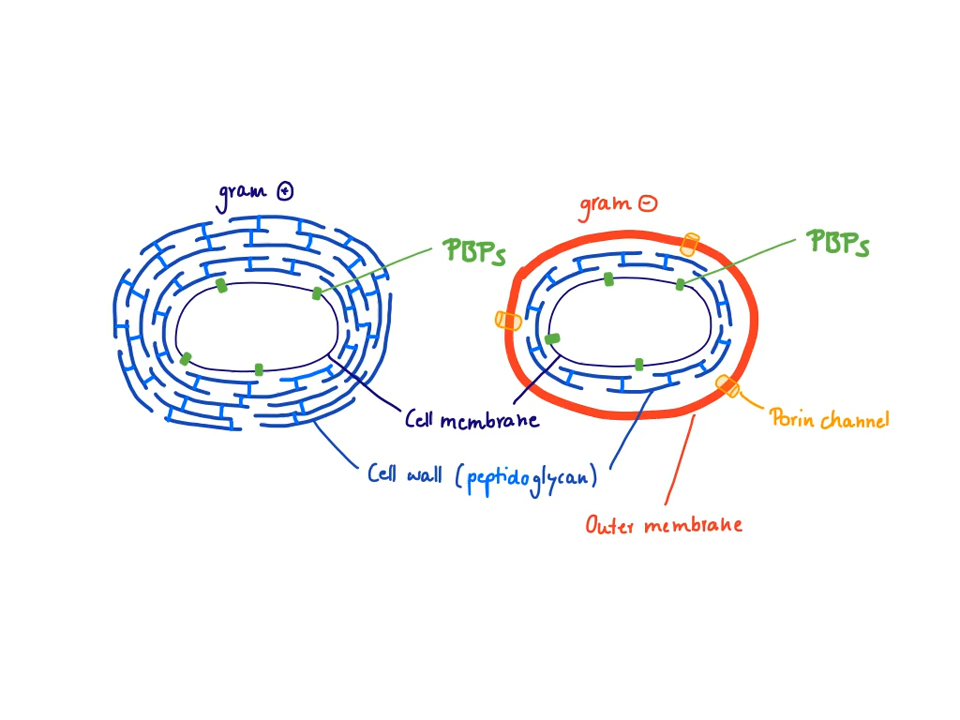 gram ⊕
gram ⊖
PBPs
PBPs
Cell membrane
Porin channel
Cell wall (peptidoglycan)
Outer membrane